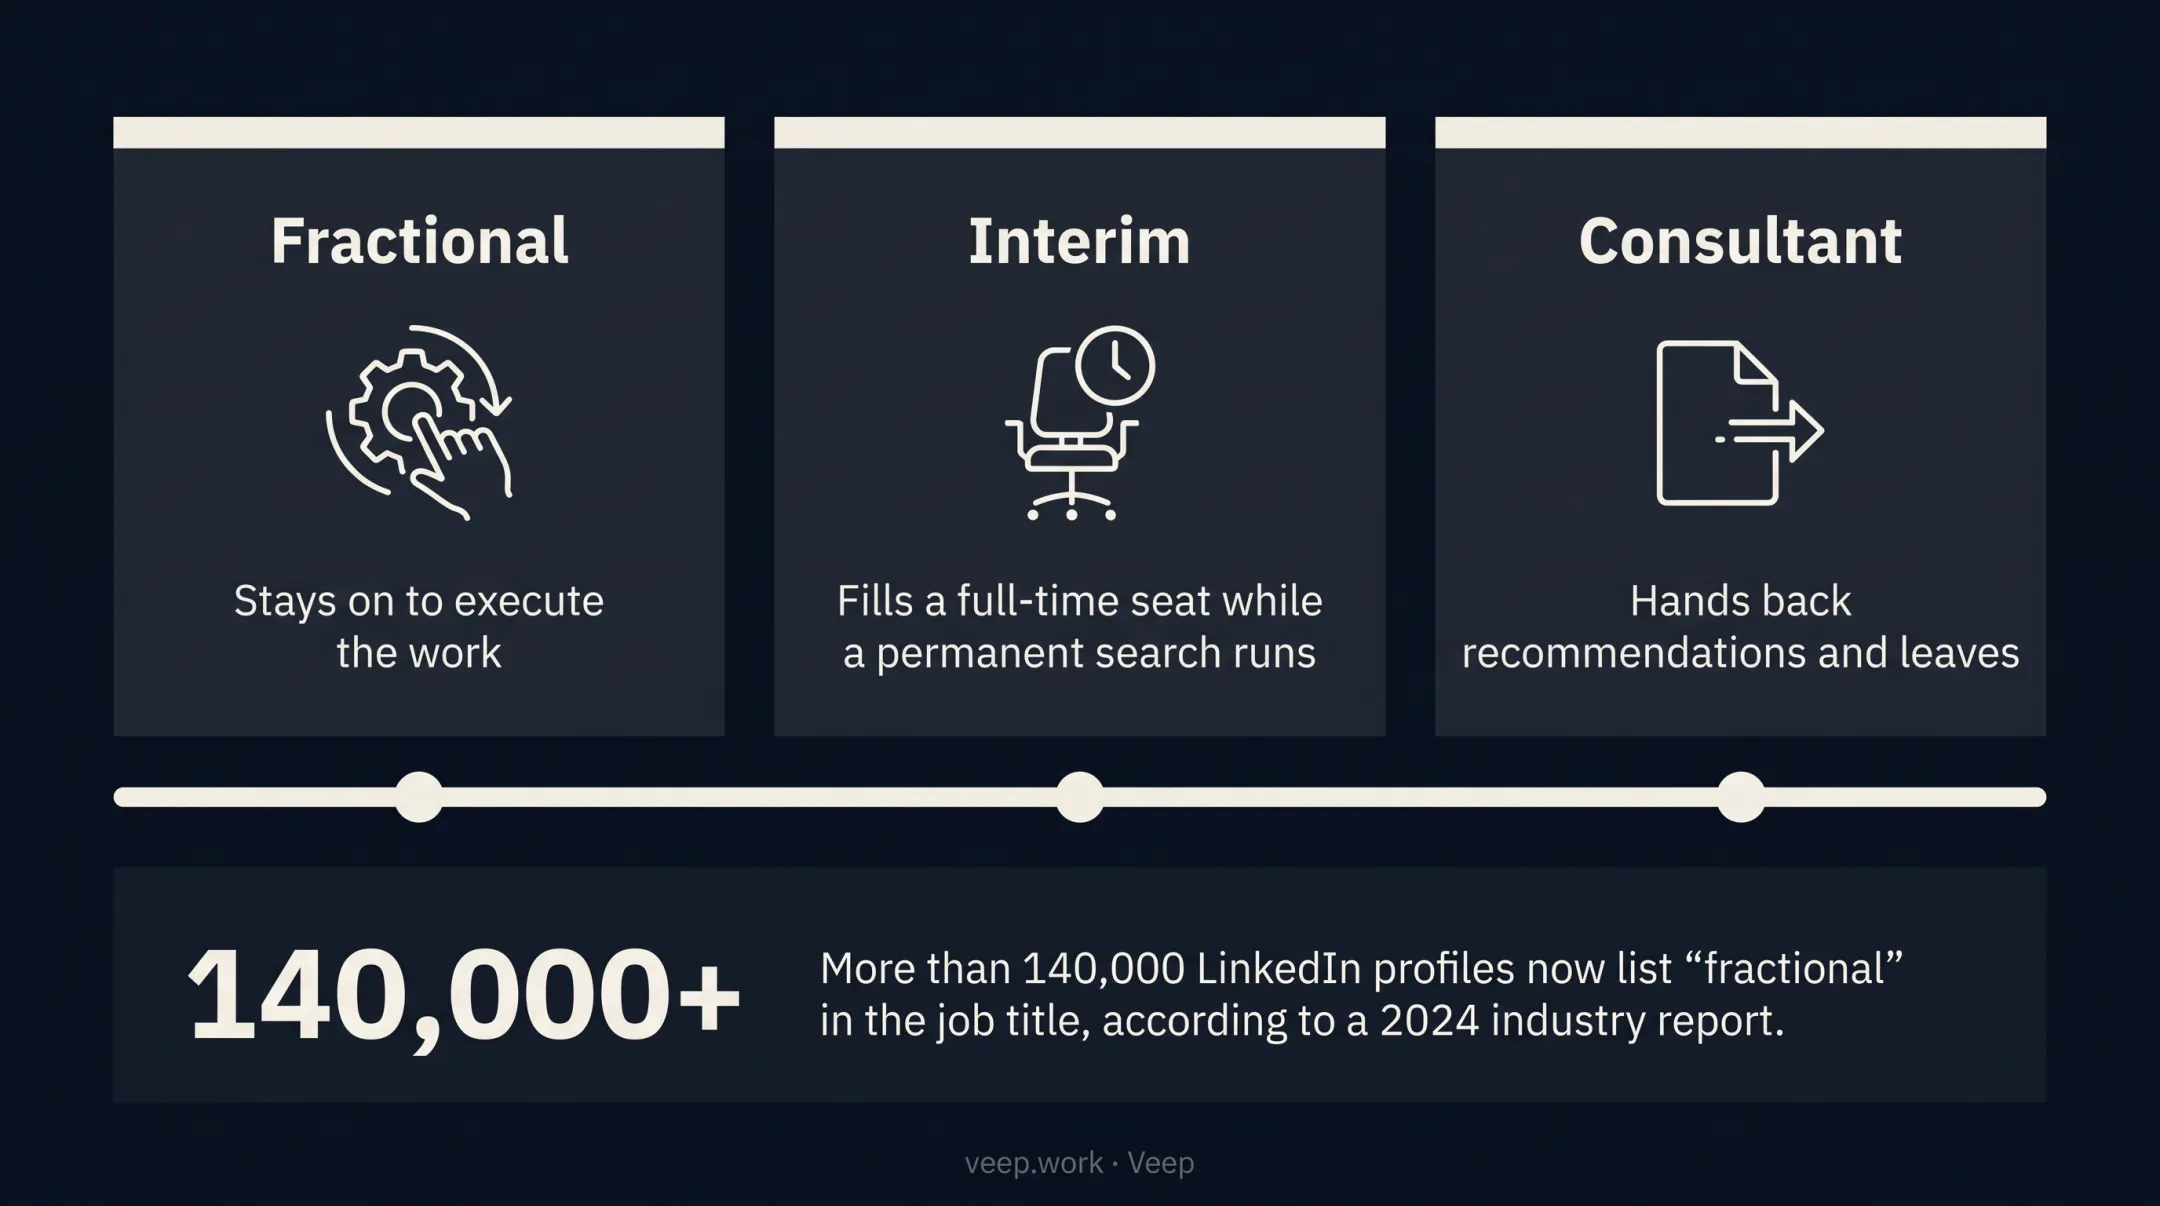 Fractional
Stays on to execute
the work
Interim
Fills a full-time seat while
a permanent search runs
Consultant
Hands back
recommendations and leaves
140,000+
More than 140,000 LinkedIn profiles now list “fractional”
in the job title, according to a 2024 industry report.
veep.work · Veep